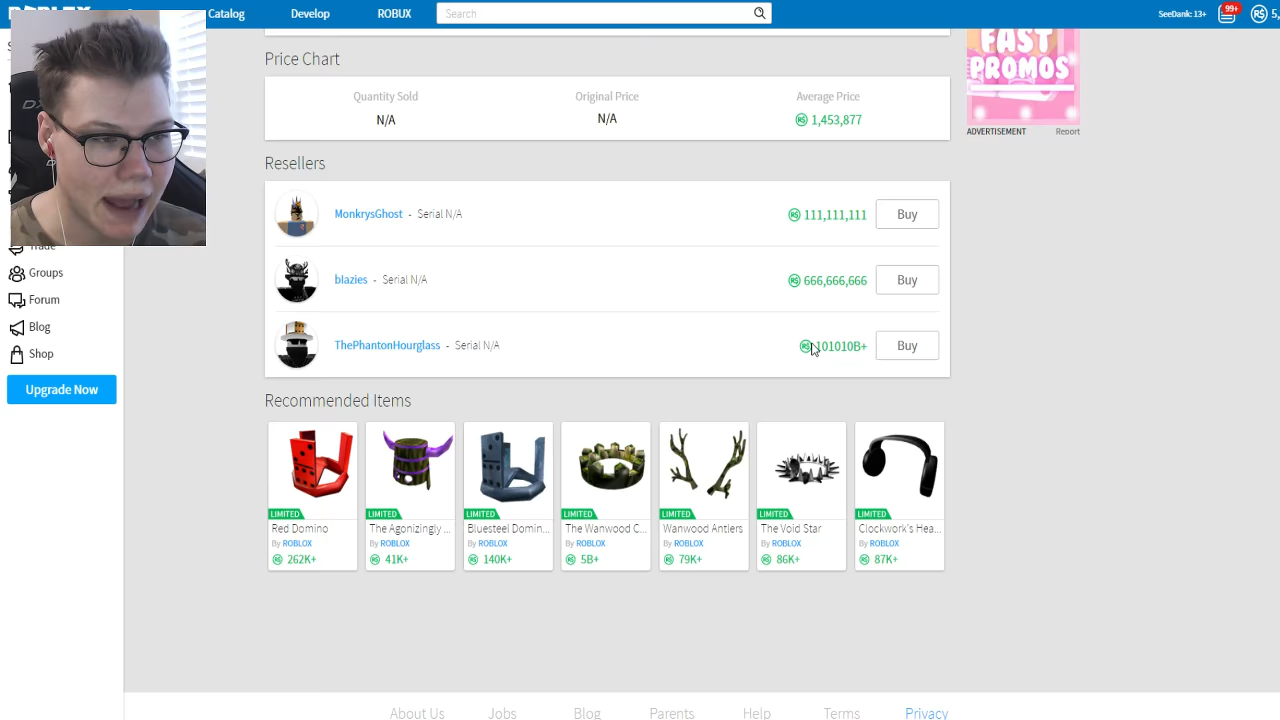 Catalog Develop ROBUX Search SeeDank: 13+ 99+
FAST
PROMOS
ADVERTISEMENT Report
Price Chart
Quantity Sold Original Price Average Price
N/A N/A 1,453,877
Resellers
MonkrysGhost - Serial N/A 111,111,111 Buy
blazies - Serial N/A 666,666,666 Buy
ThePhantonHourglass - Serial N/A 101010B+ Buy
Trade
Groups
Forum
Blog
Shop
Upgrade Now
Recommended Items
LIMITED LIMITED LIMITED LIMITED LIMITED LIMITED LIMITED
Red Domino The Agonizingly ... Bluesteel Domin... The Wanwood C... Wanwood Antlers The Void Star Clockwork's Hea...
By ROBLOX By ROBLOX By ROBLOX By ROBLOX By ROBLOX By ROBLOX By ROBLOX
262K+ 41K+ 140K+ 5B+ 79K+ 86K+ 87K+
About Us Jobs Blog Parents Help Terms Privacy